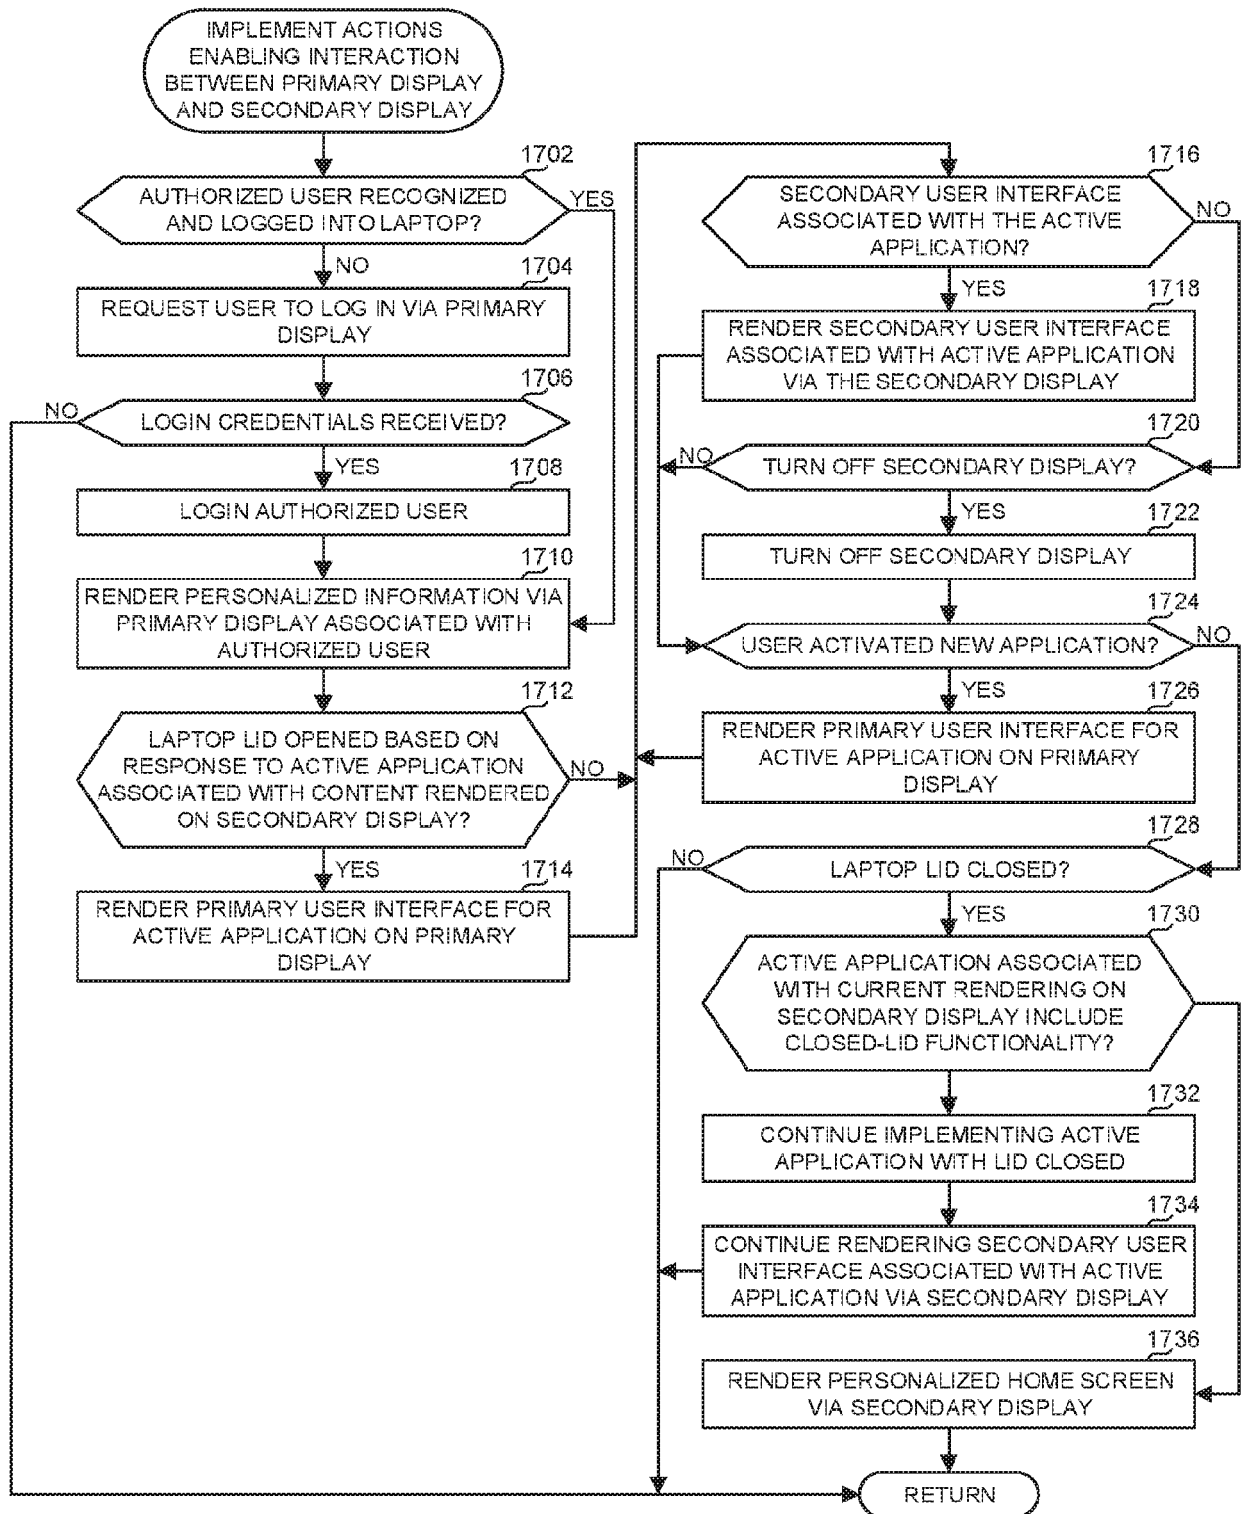 IMPLEMENT ACTIONS
ENABLING INTERACTION
BETWEEN PRIMARY DISPLAY
AND SECONDARY DISPLAY
1702
AUTHORIZED USER RECOGNIZED
AND LOGGED INTO LAPTOP?
YES
NO
1704
REQUEST USER TO LOG IN VIA PRIMARY
DISPLAY
1706
NO
LOGIN CREDENTIALS RECEIVED?
YES
1708
LOGIN AUTHORIZED USER
1710
RENDER PERSONALIZED INFORMATION VIA
PRIMARY DISPLAY ASSOCIATED WITH
AUTHORIZED USER
1712
LAPTOP LID OPENED BASED ON
RESPONSE TO ACTIVE APPLICATION
ASSOCIATED WITH CONTENT RENDERED
ON SECONDARY DISPLAY?
NO
YES
1714
RENDER PRIMARY USER INTERFACE FOR
ACTIVE APPLICATION ON PRIMARY
DISPLAY
1716
SECONDARY USER INTERFACE
ASSOCIATED WITH THE ACTIVE
APPLICATION?
NO
YES
1718
RENDER SECONDARY USER INTERFACE
ASSOCIATED WITH ACTIVE APPLICATION
VIA THE SECONDARY DISPLAY
1720
NO
TURN OFF SECONDARY DISPLAY?
YES
1722
TURN OFF SECONDARY DISPLAY
1724
USER ACTIVATED NEW APPLICATION?
NO
YES
1726
RENDER PRIMARY USER INTERFACE FOR
ACTIVE APPLICATION ON PRIMARY
DISPLAY
1728
NO
LAPTOP LID CLOSED?
YES
1730
ACTIVE APPLICATION ASSOCIATED
WITH CURRENT RENDERING ON
SECONDARY DISPLAY INCLUDE
CLOSED-LID FUNCTIONALITY?
1732
CONTINUE IMPLEMENTING ACTIVE
APPLICATION WITH LID CLOSED
1734
CONTINUE RENDERING SECONDARY USER
INTERFACE ASSOCIATED WITH ACTIVE
APPLICATION VIA SECONDARY DISPLAY
1736
RENDER PERSONALIZED HOME SCREEN
VIA SECONDARY DISPLAY
RETURN